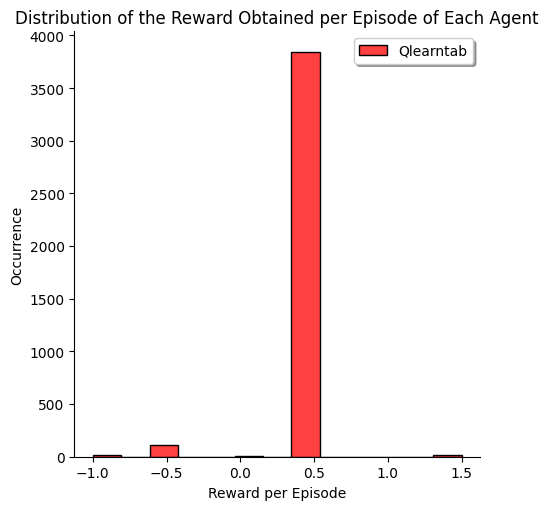 Distribution of the Reward Obtained per Episode of Each Agent
Qlearntab
4000
3500
3000
2500
2000
1500
1000
500
0
Occurrence
−1.0 −0.5 0.0 0.5 1.0 1.5
Reward per Episode